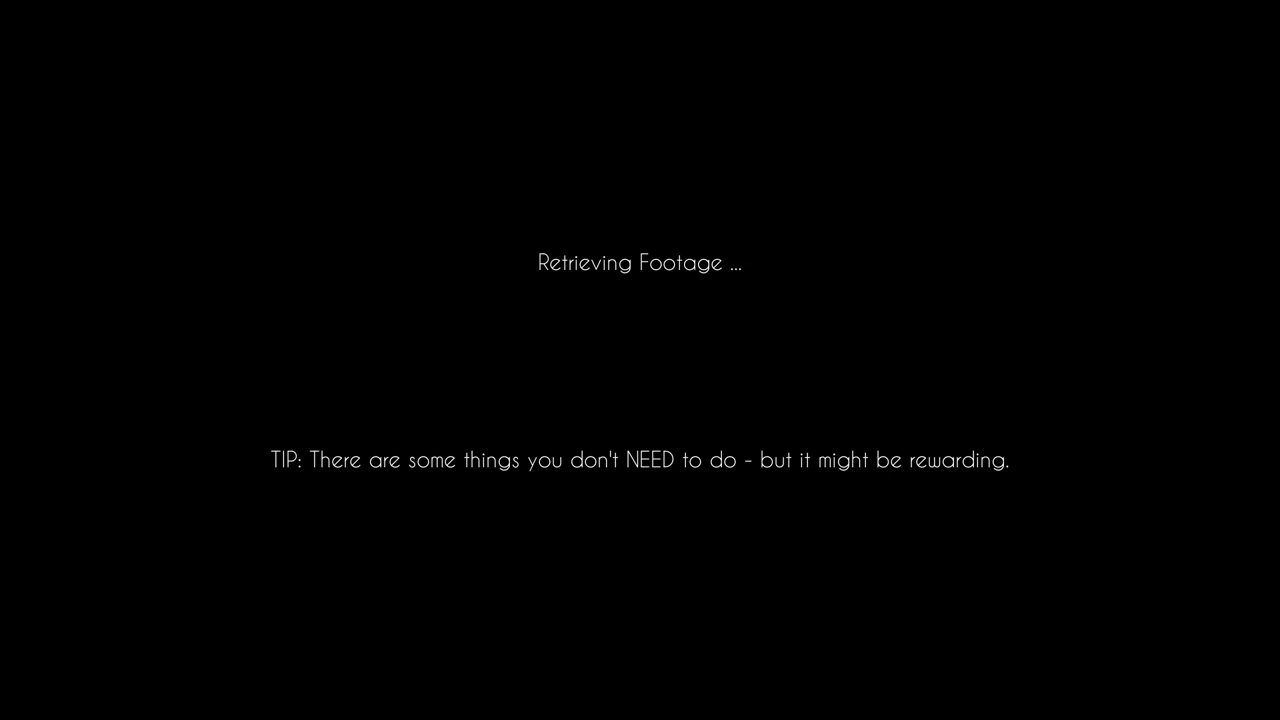 Retrieving Footage ...
TIP: There are some things you don't NEED to do - but it might be rewarding.